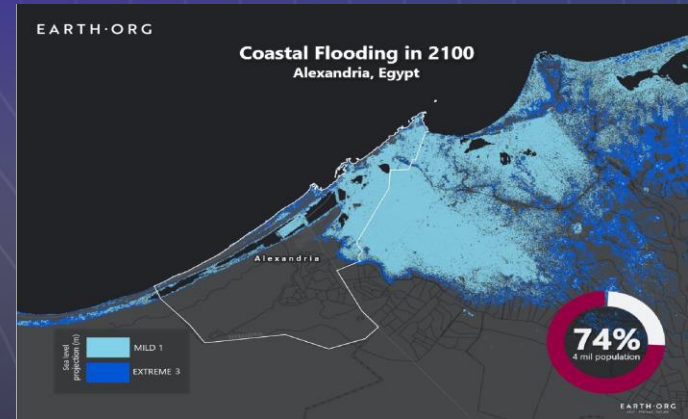 EARTH·ORG
Coastal Flooding in 2100
Alexandria, Egypt
Alexandria
Sea level
projection (m)
MILD 1
EXTREME 3
74%
4 mil population
EARTH·ORG